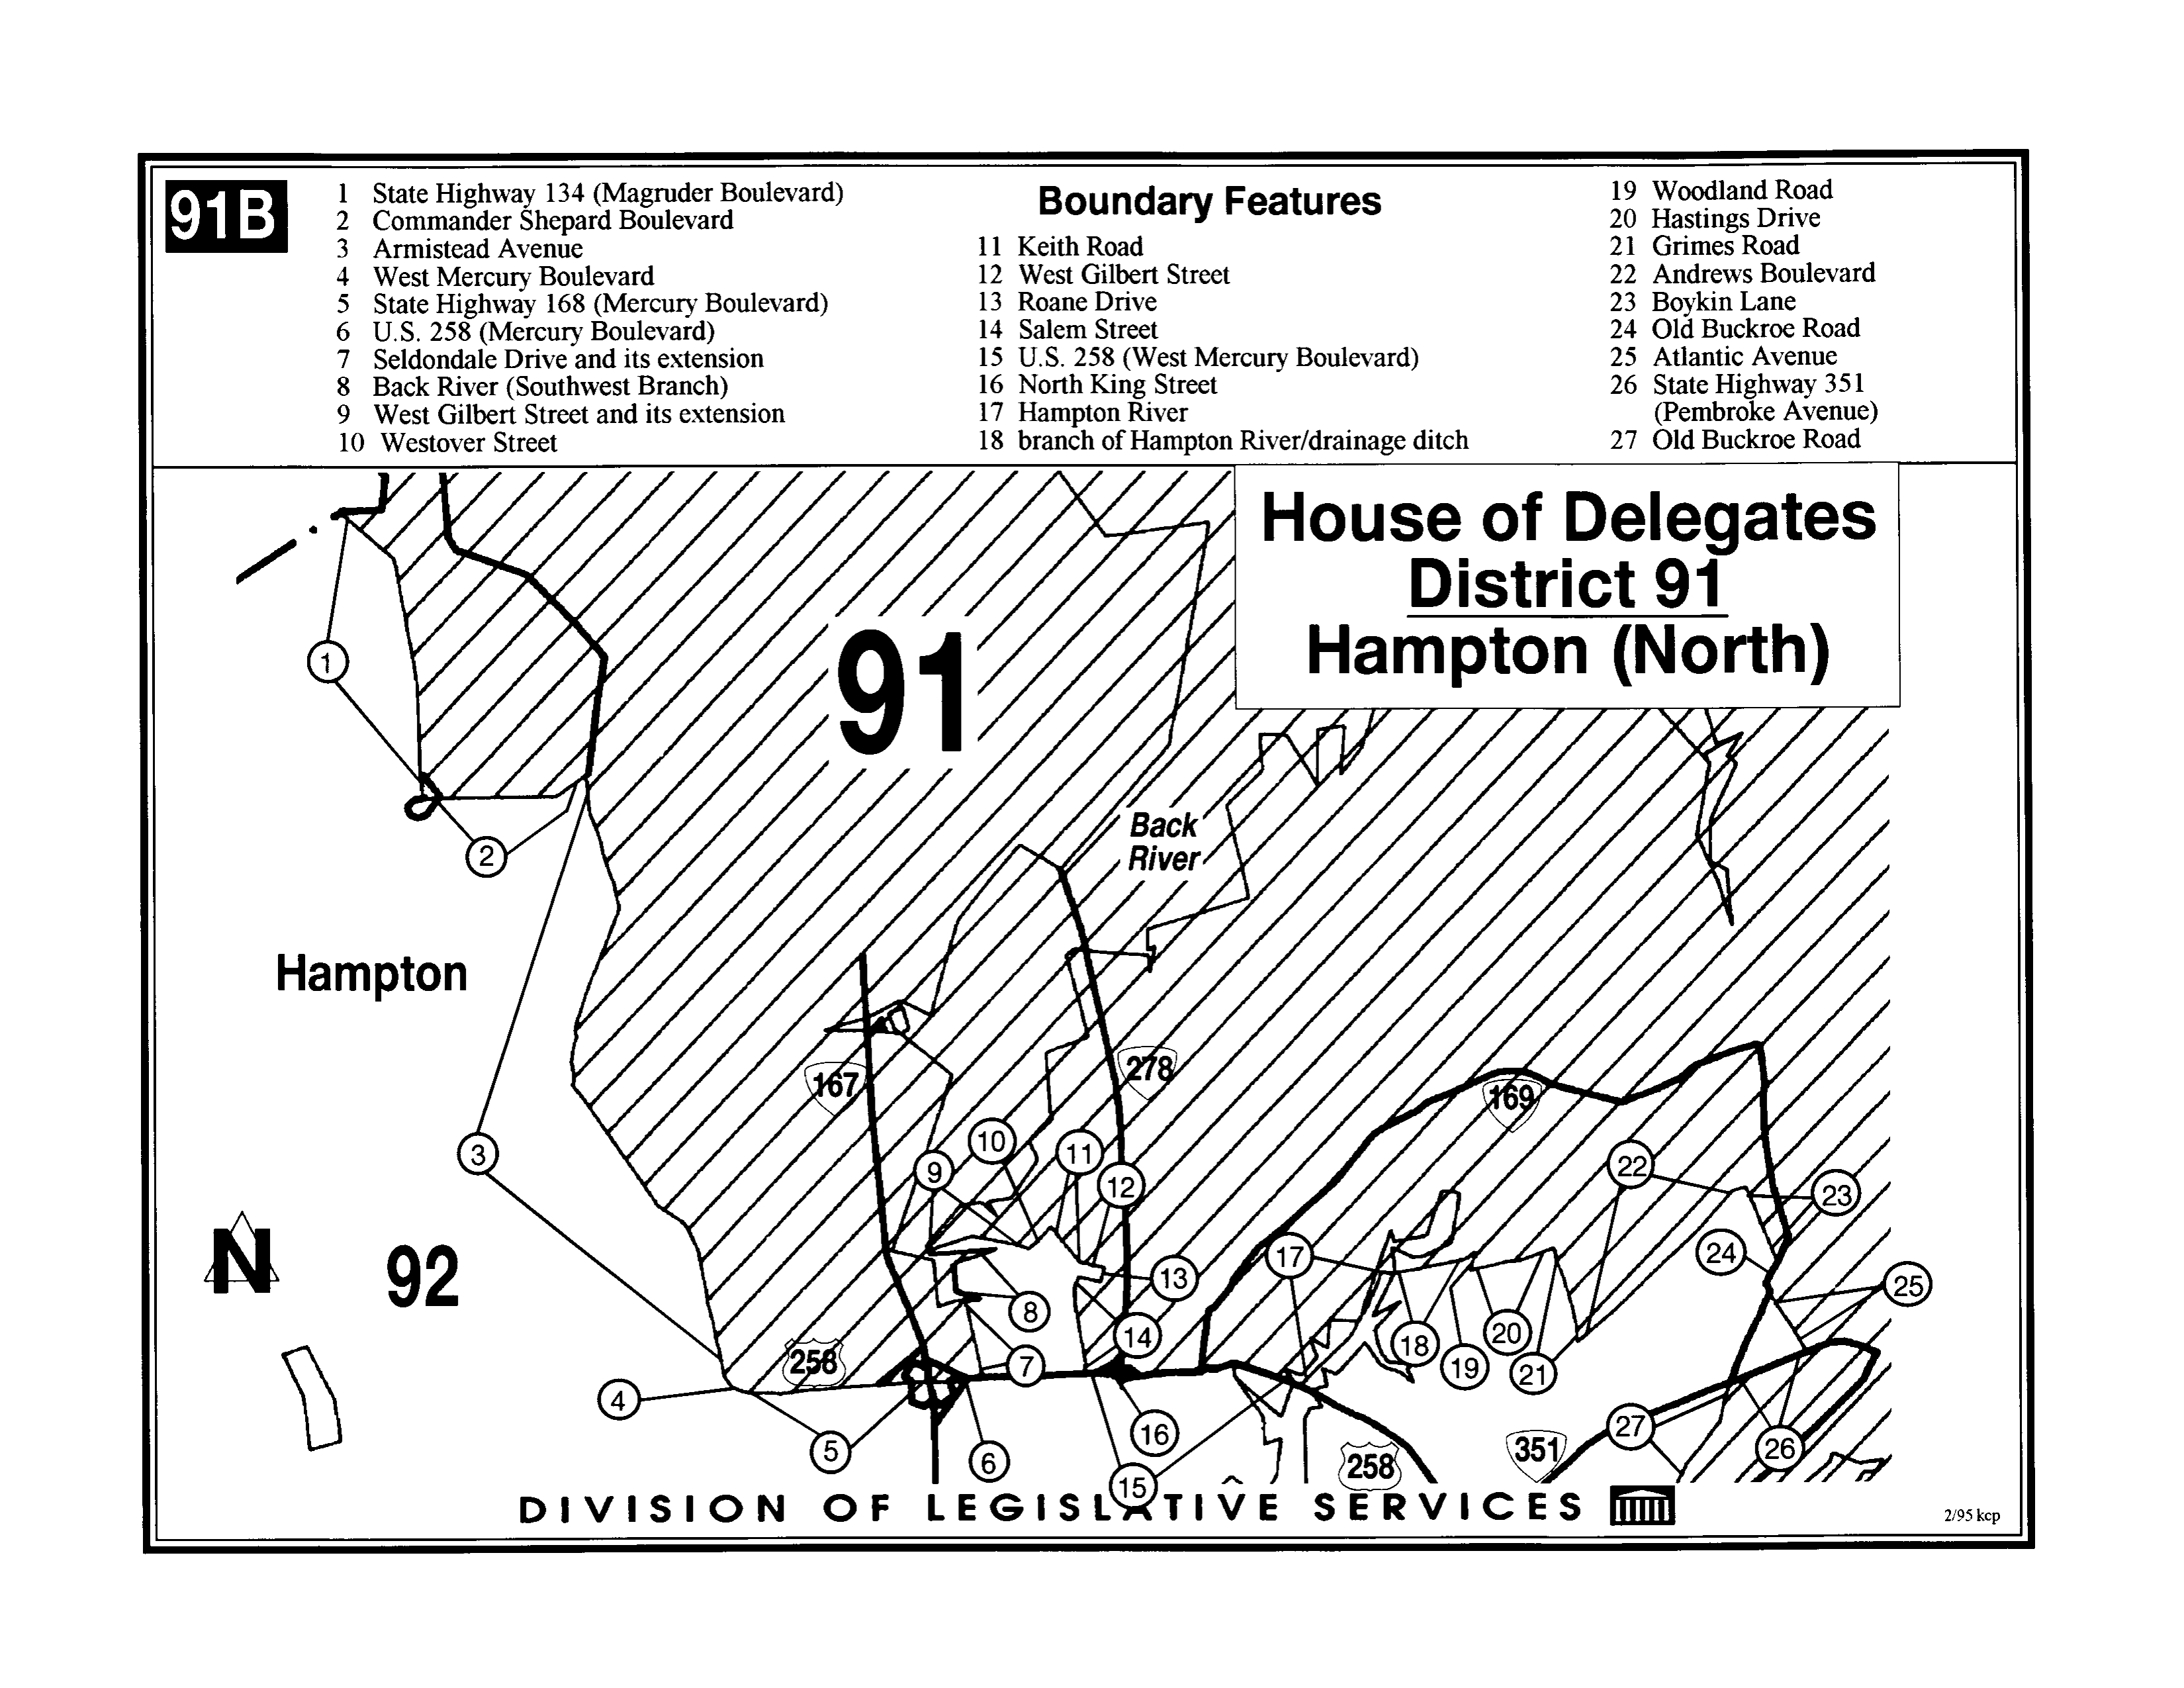 91B
1 State Highway 134 (Magruder Boulevard)
2 Commander Shepard Boulevard
3 Armistead Avenue
4 West Mercury Boulevard
5 State Highway 168 (Mercury Boulevard)
6 U.S. 258 (Mercury Boulevard)
7 Seldondale Drive and its extension
8 Back River (Southwest Branch)
9 West Gilbert Street and its extension
10 Westover Street
Boundary Features
11 Keith Road
12 West Gilbert Street
13 Roane Drive
14 Salem Street
15 U.S. 258 (West Mercury Boulevard)
16 North King Street
17 Hampton River
18 branch of Hampton River/drainage ditch
19 Woodland Road
20 Hastings Drive
21 Grimes Road
22 Andrews Boulevard
23 Boykin Lane
24 Old Buckroe Road
25 Atlantic Avenue
26 State Highway 351
(Pembroke Avenue)
27 Old Buckroe Road
House of Delegates
District 91
Hampton (North)
1
91
2
Back
River
Hampton
3
167
278
169
10
11
9
12
22
23
N
92
17
13
24
25
8
14
18
20
19
21
258
7
4
5
6
16
15
27
26
258
351
DIVISION OF LEGISLATIVE SERVICES
2/95 kcp